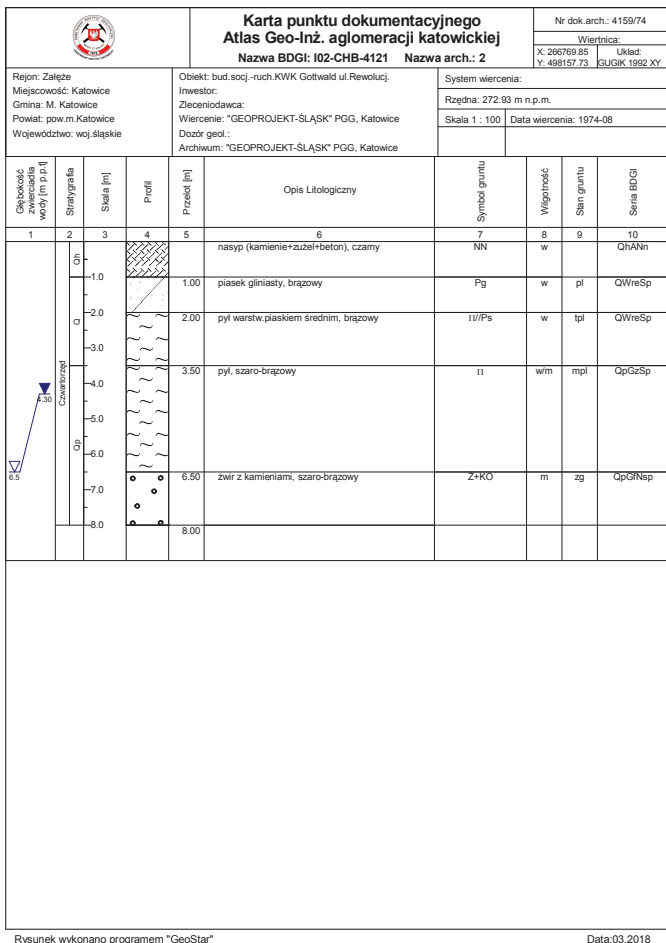 Karta punktu dokumentacyjnego
Atlas Geo-Inż. aglomeracji katowickiej
Nazwa BDGI: I02-CHB-4121 Nazwa arch.: 2
Nr dok.arch.: 4159/74
Wiertnica:
X: 266769.85
Y: 498157.73
Układ:
GUGIK 1992 XY
Rejon: Załęże
Miejscowość: Katowice
Gmina: M. Katowice
Powiat: pow.m.Katowice
Województwo: woj.śląskie
Obiekt: bud.socj.-ruch.KWK Gottwald ul.Rewolucj.
Inwestor:
Zleceniodawca:
Wiercenie: "GEOPROJEKT-ŚLĄSK" PGG, Katowice
Dozór geol.:
Archiwum: "GEOPROJEKT-ŚLĄSK" PGG, Katowice
System wiercenia:
Rzędna: 272.93 m n.p.m.
Skala 1 : 100 Data wiercenia: 1974-08
Głębokość
zwierciadła
wody [m p.p.t]
Stratygrafia
Skala [m]
Profil
Przelot [m]
Opis Litologiczny
Symbol gruntu
Wilgotność
Stan gruntu
Seria BDGI
1 2 3 4 5 6 7 8 9 10
Qh
nasyp (kamienie+zużel+beton), czarny NN w QhANn
1.0
1.00 piasek gliniasty, brązowy Pg w pl QWreSp
Q
2.0
2.00 pył warstw.piaskiem średnim, brązowy Π//Ps w tpl QWreSp
3.0
Czwartorzęd
3.50 pył, szaro-brązowy Π w/m mpl QpGzSp
4.0
4.30
5.0
Qp
6.0
6.5
6.50 żwir z kamieniami, szaro-brązowy Ż+KO m zg QpGfNsp
7.0
8.0
8.00
Rysunek wykonano programem "GeoStar"
Data:03.2018